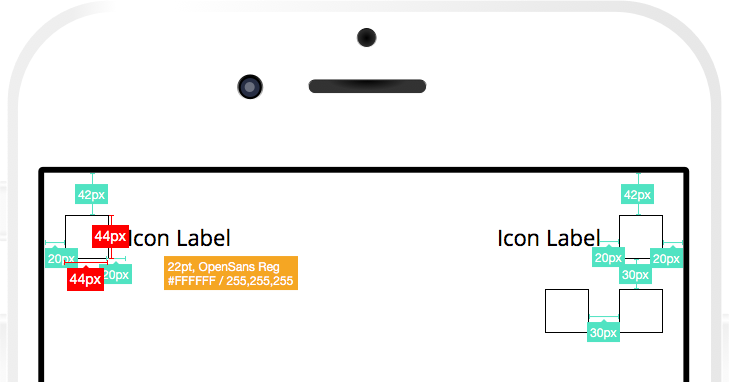 42px
42px
44px
Icon Label
Icon Label
20px
20px
20px
22pt, OpenSans Reg
#FFFFFF / 255,255,255
44px
20px
30px
30px